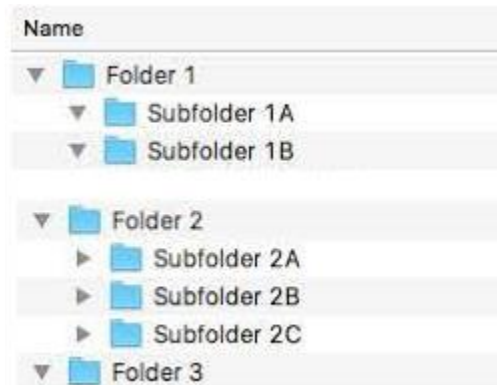 Name
Folder 1
Subfolder 1A
Subfolder 1B
Folder 2
Subfolder 2A
Subfolder 2B
Subfolder 2C
Folder 3